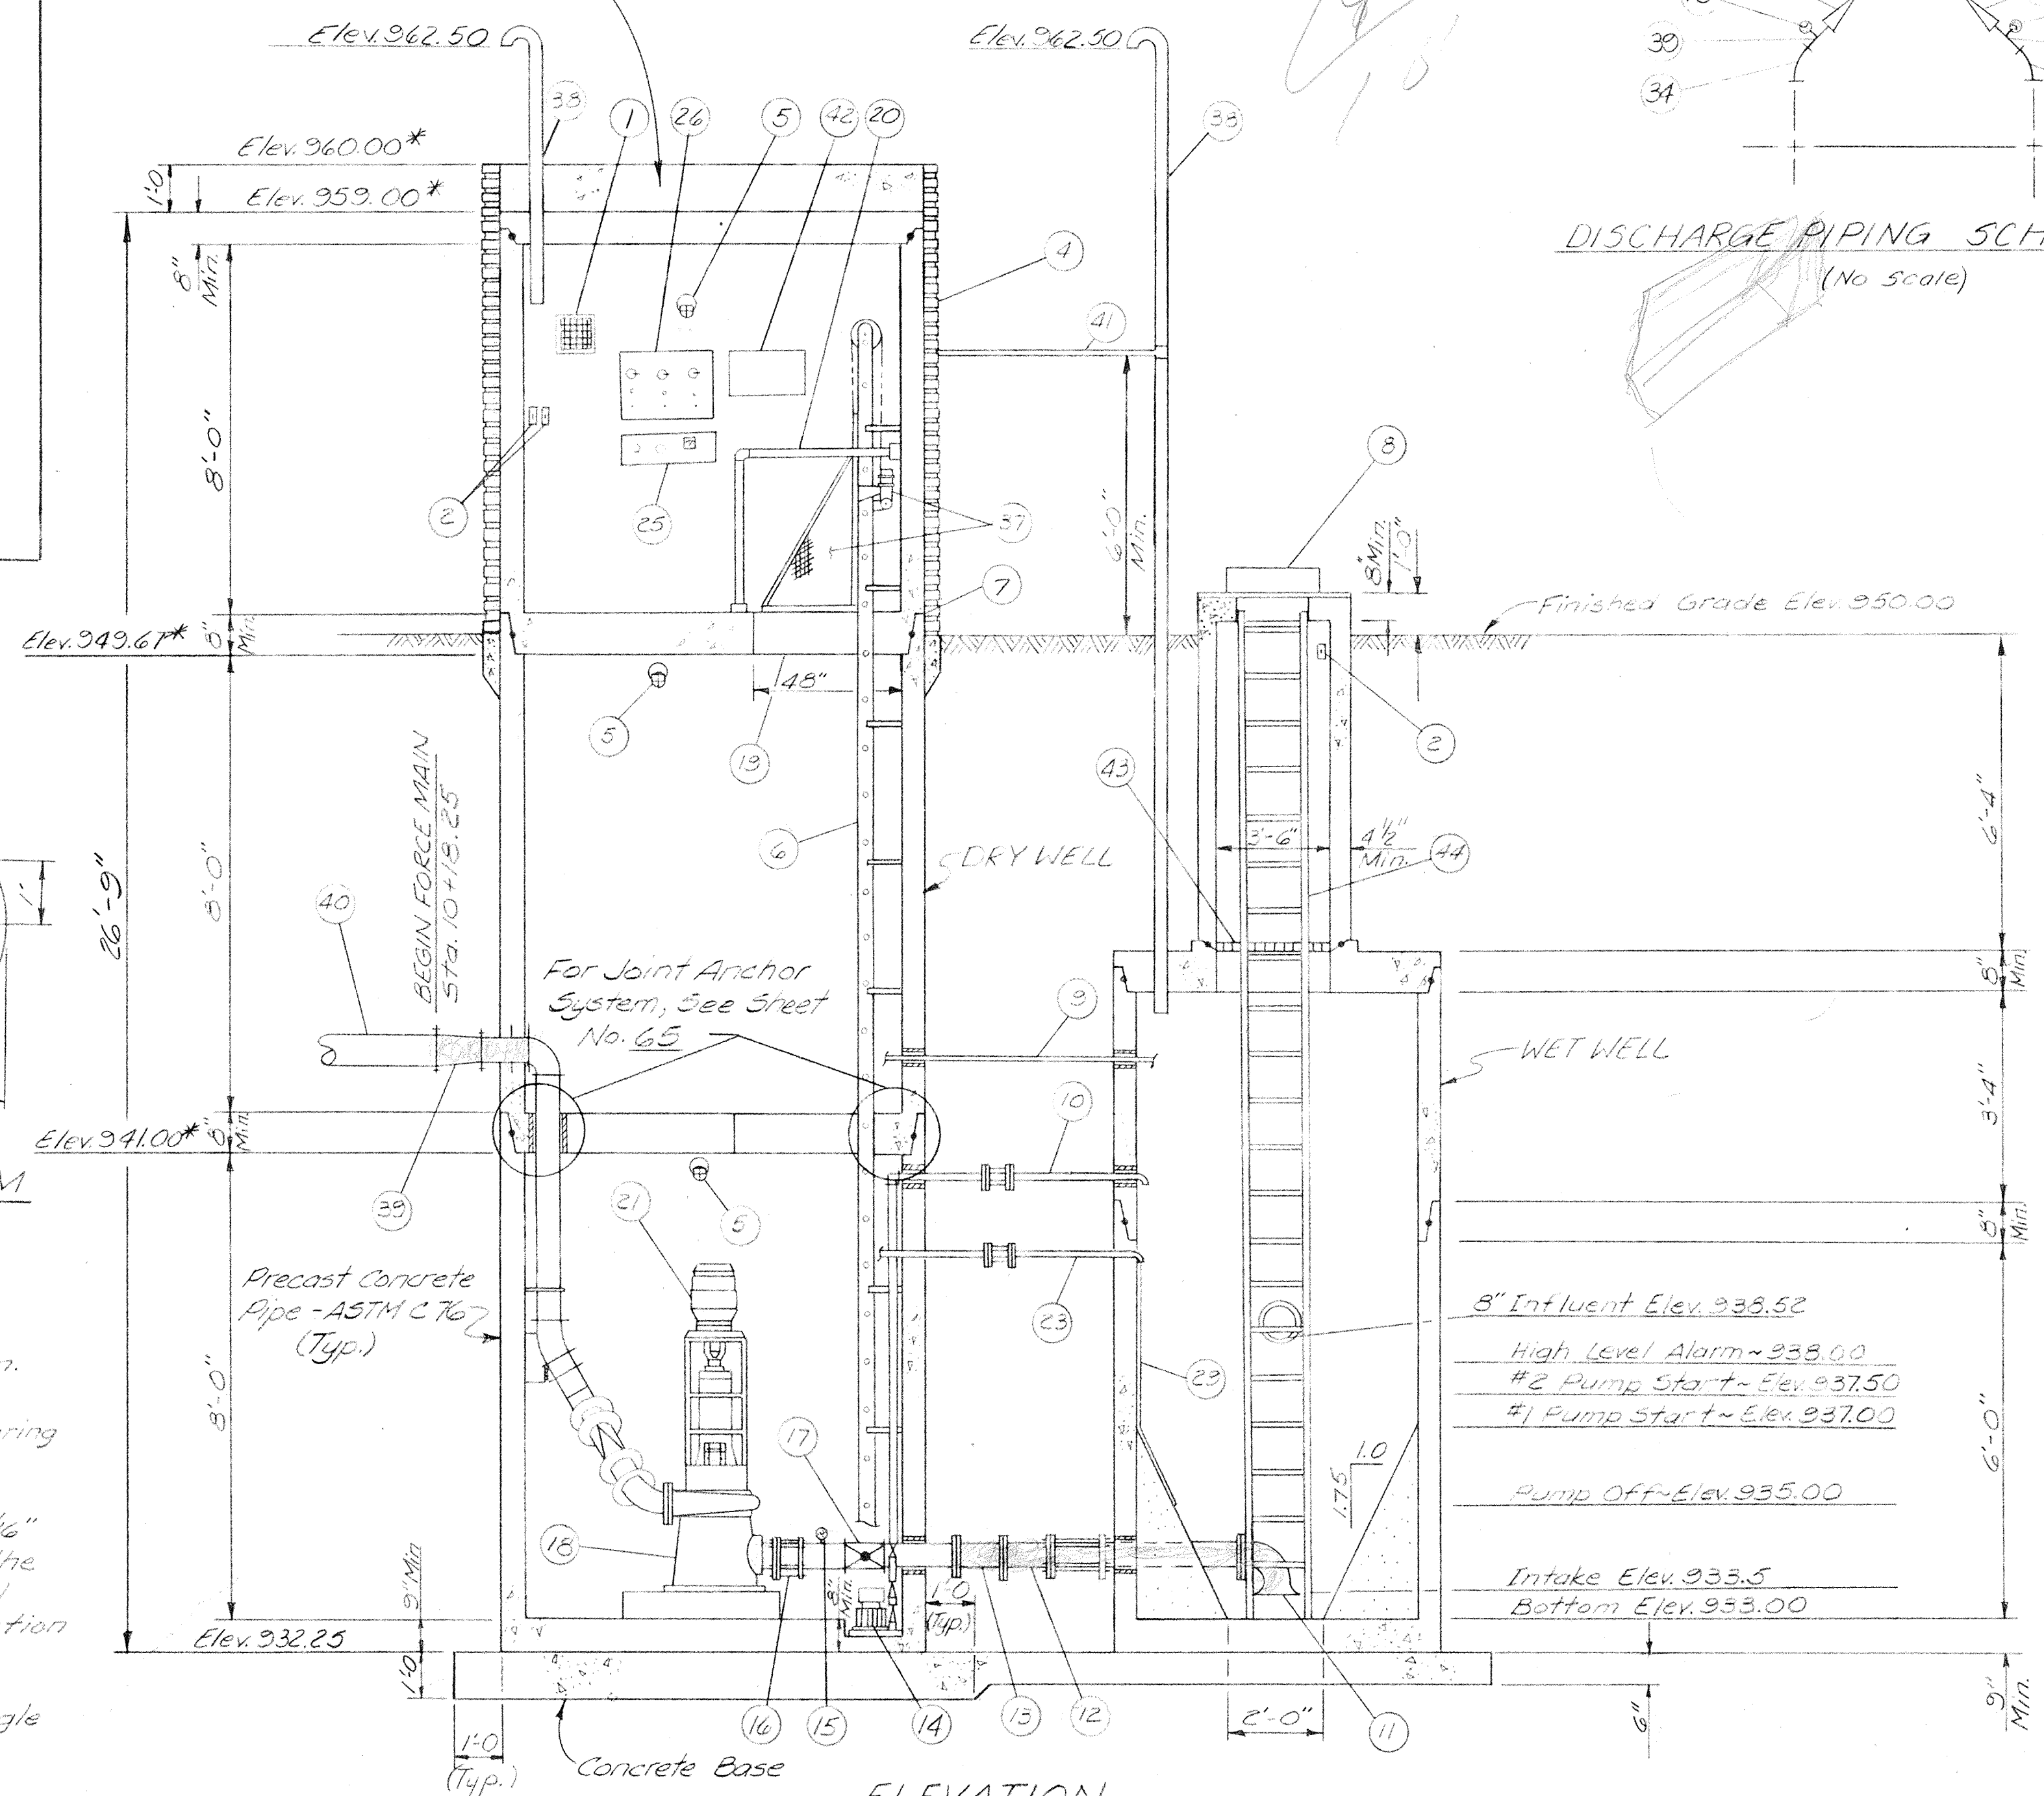 Elev. 962.50
Elev. 962.50
38
1
26
5
42
20
38
39
34
Elev. 960.00*
1'-0
Elev. 959.00*
8" Min.
DISCHARGE PIPING SCH
(No Scale)
4
41
8'-0"
2
25
37
6'-0" Min.
8
7
8" Min.
1'-0"
Finished Grade Elev. 950.00
Elev. 949.67*
8" Min.
48"
5
19
2
43
BEGIN FORCE MAIN
Sta. 10+18.25
6
DRY WELL
3'-6"
4 1/2" Min.
44
6'-4"
1'
40
26'-9"
8'-0"
For Joint Anchor
System, See Sheet
No. 65
9
8" Min.
WET WELL
10
3'-4"
Elev. 941.00*
8" Min.
M
39
21
5
8" Min.
Precast Concrete
Pipe - ASTM C 76
(Typ.)
23
8" Influent Elev. 938.52
High Level Alarm ~ 938.00
#2 Pump Start ~ Elev. 937.50
#1 Pump Start ~ Elev. 937.00
29
8'-0"
17
1.0
1.75
6'-0"
Pump Off ~ Elev. 935.00
ring
18
he
tion
9" Min
8" Min.
1'-0
(Typ.)
Intake Elev. 933.5
Bottom Elev. 933.00
Elev. 932.25
1'-0
gle
16
15
14
13
12
2'-0"
11
6"
9" Min.
1'-0
(Typ.)
Concrete Base
ELEVATION